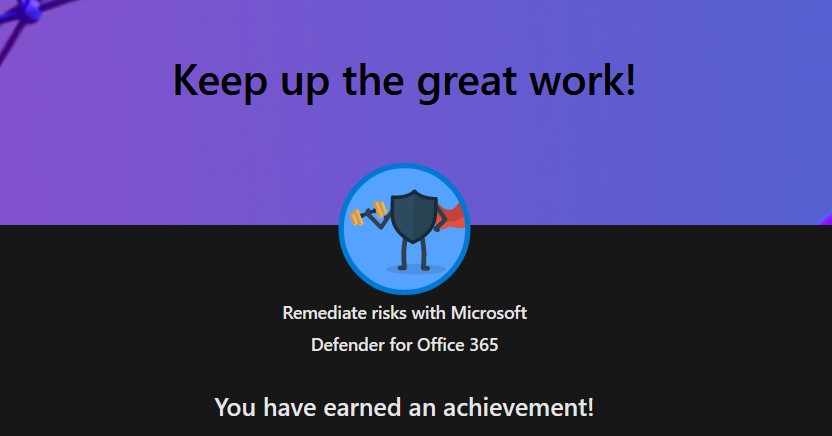 Keep up the great work!
Remediate risks with Microsoft
Defender for Office 365
You have earned an achievement!